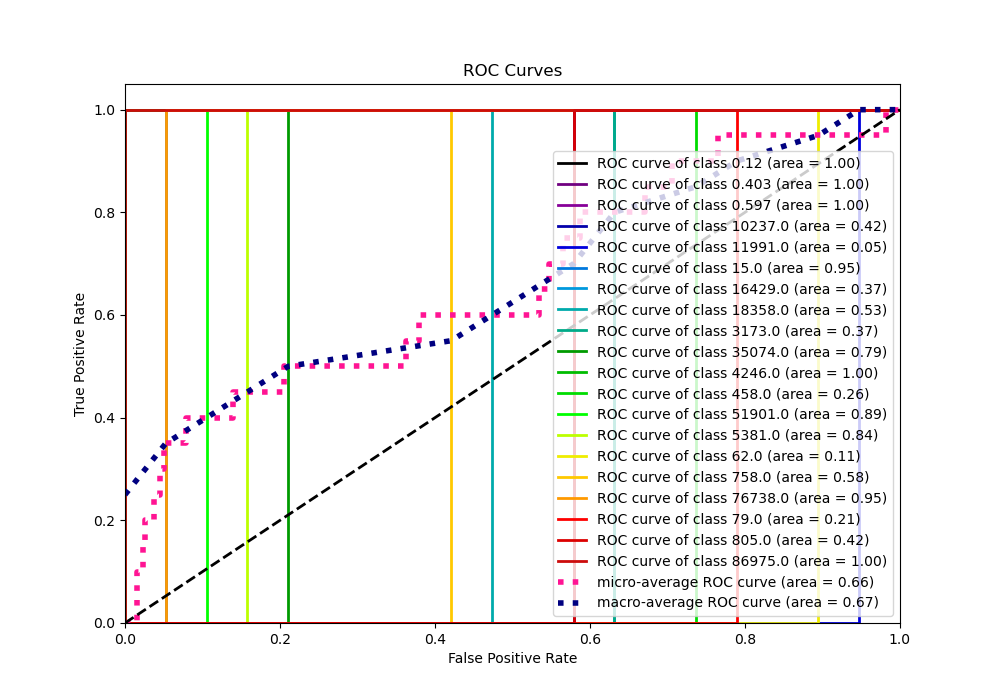 ROC Curves
True Positive Rate
1.0
0.8
0.6
0.4
0.2
0.0
ROC curve of class 0.12 (area = 1.00)
ROC curve of class 0.403 (area = 1.00)
ROC curve of class 0.597 (area = 1.00)
ROC curve of class 10237.0 (area = 0.42)
ROC curve of class 11991.0 (area = 0.05)
ROC curve of class 15.0 (area = 0.95)
ROC curve of class 16429.0 (area = 0.37)
ROC curve of class 18358.0 (area = 0.53)
ROC curve of class 3173.0 (area = 0.37)
ROC curve of class 35074.0 (area = 0.79)
ROC curve of class 4246.0 (area = 1.00)
ROC curve of class 458.0 (area = 0.26)
ROC curve of class 51901.0 (area = 0.89)
ROC curve of class 5381.0 (area = 0.84)
ROC curve of class 62.0 (area = 0.11)
ROC curve of class 758.0 (area = 0.58)
ROC curve of class 76738.0 (area = 0.95)
ROC curve of class 79.0 (area = 0.21)
ROC curve of class 805.0 (area = 0.42)
ROC curve of class 86975.0 (area = 1.00)
micro-average ROC curve (area = 0.66)
macro-average ROC curve (area = 0.67)
0.0 0.2 0.4 0.6 0.8 1.0
False Positive Rate